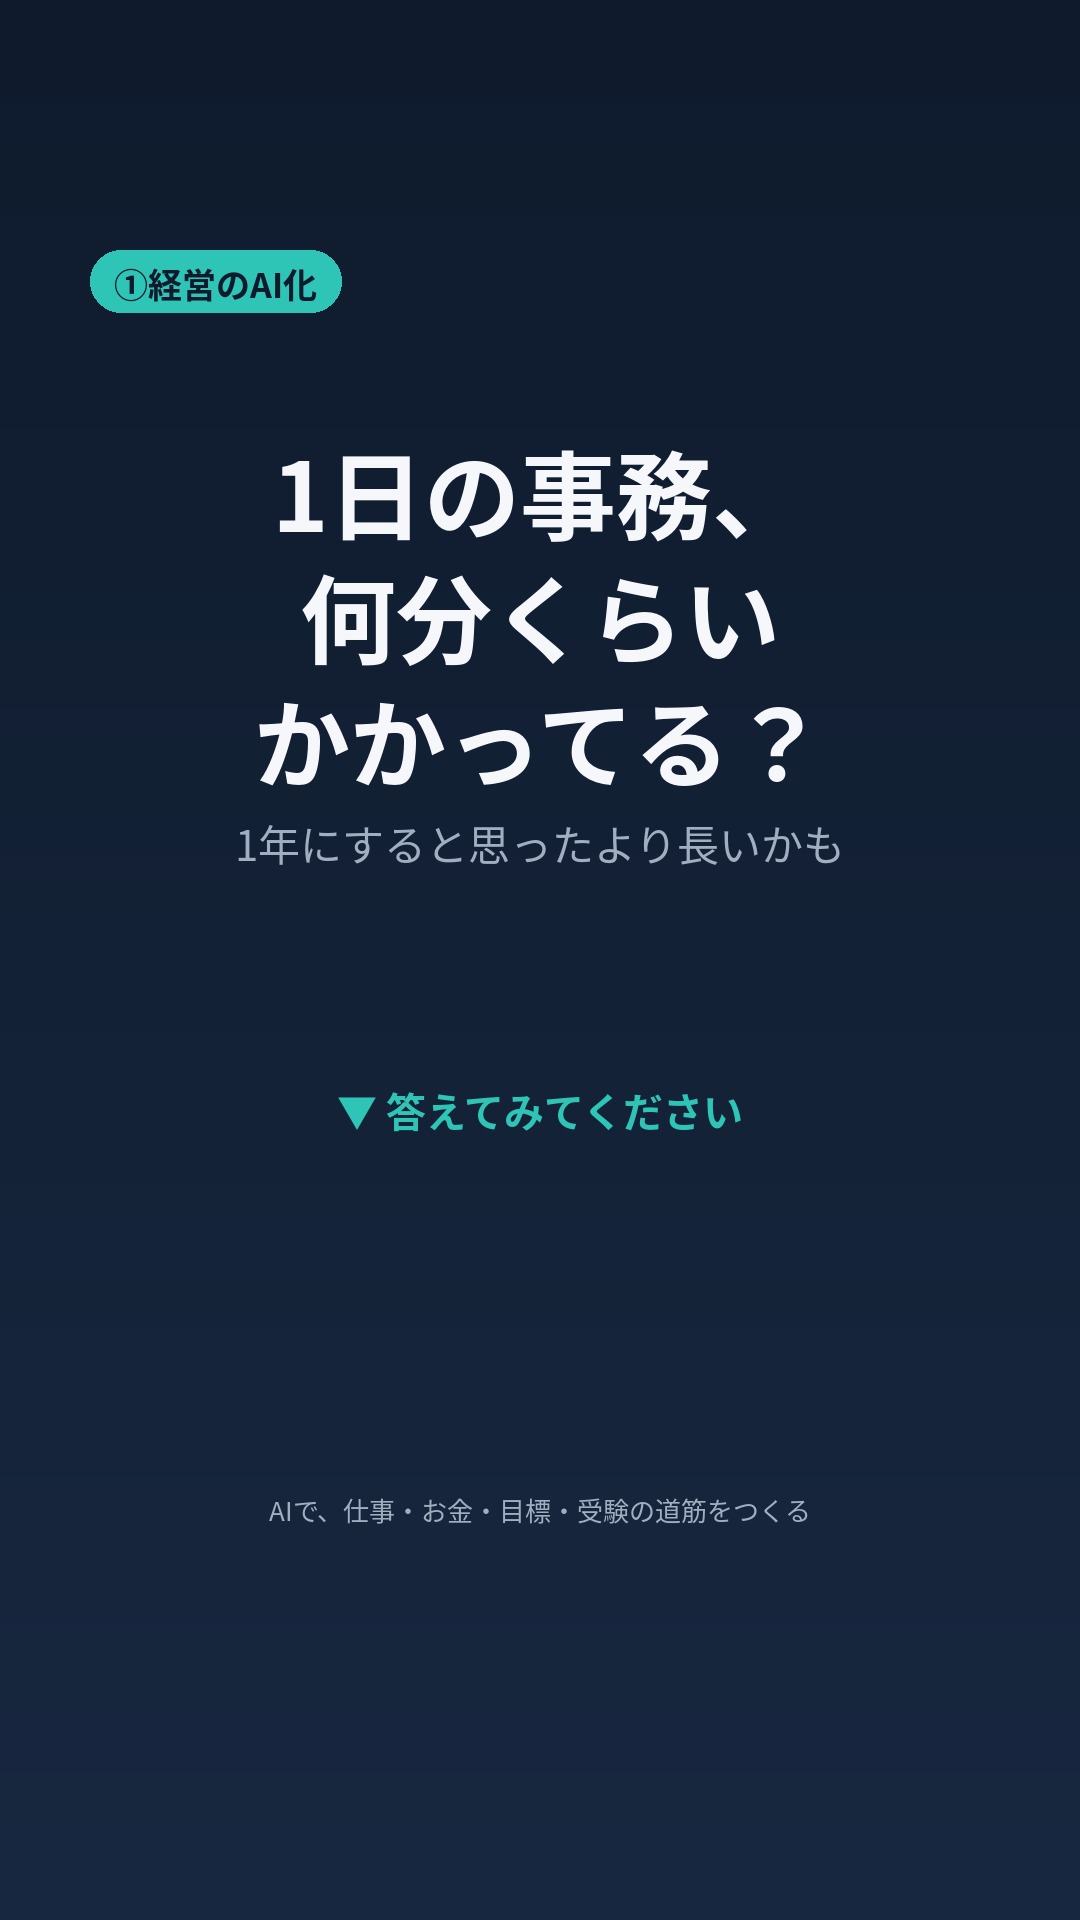 ①経営のAI化
1日の事務、
何分くらい
かかってる？
1年にすると思ったより長いかも
▼ 答えてみてください
AIで、仕事・お金・目標・受験の道筋をつくる